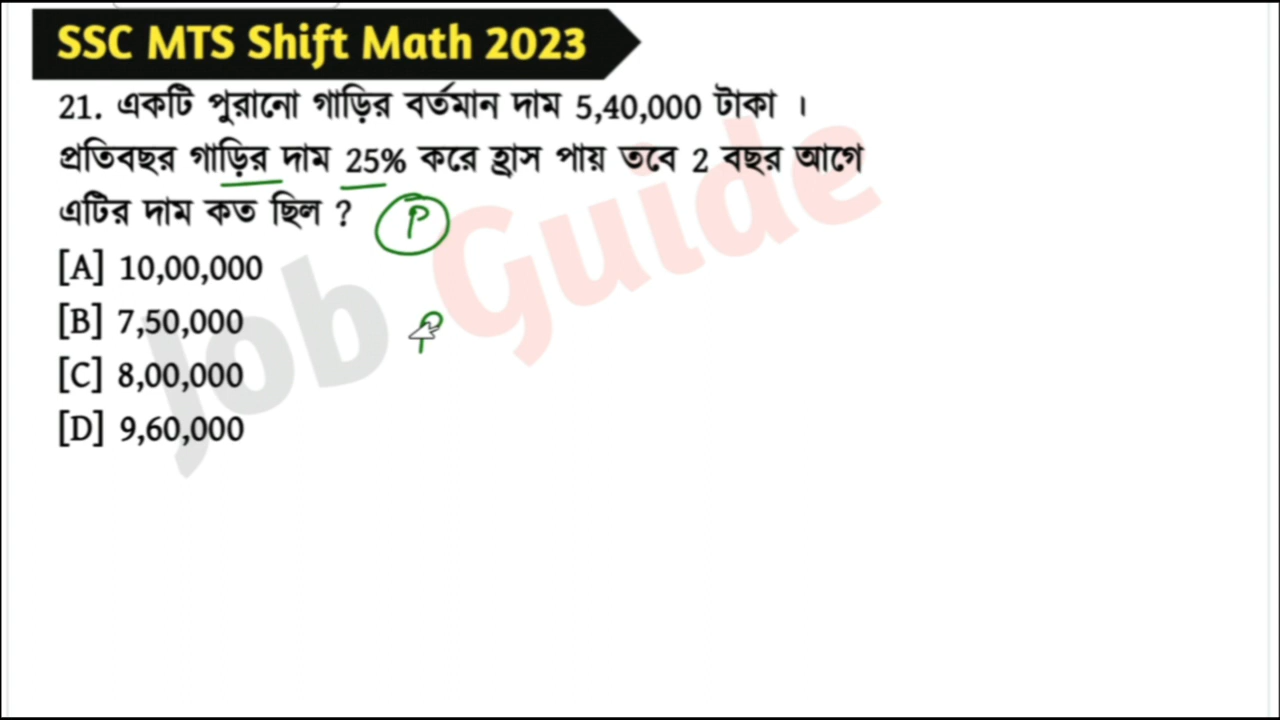 SSC MTS Shift Math 2023
21. একটি পুরানো গাড়ির বর্তমান দাম 5,40,000 টাকা ।
প্রতিবছর গাড়ির দাম 25% করে হ্রাস পায় তবে 2 বছর আগে
এটির দাম কত ছিল ?
P
[A] 10,00,000
[B] 7,50,000
P
[C] 8,00,000
[D] 9,60,000
Job Guide